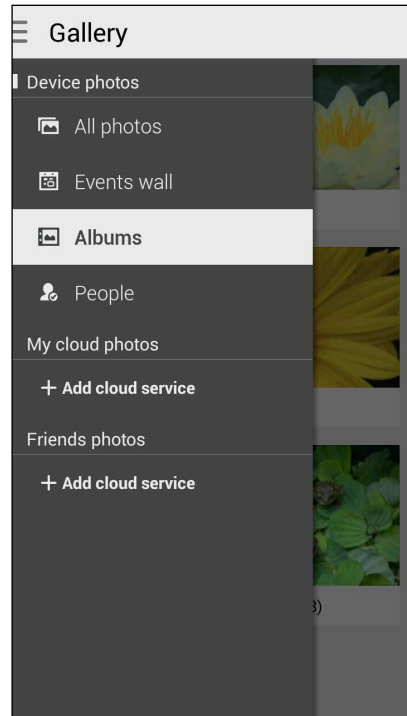 Gallery
Device photos
All photos
Events wall
Albums
People
My cloud photos
+ Add cloud service
Friends photos
+ Add cloud service
3)